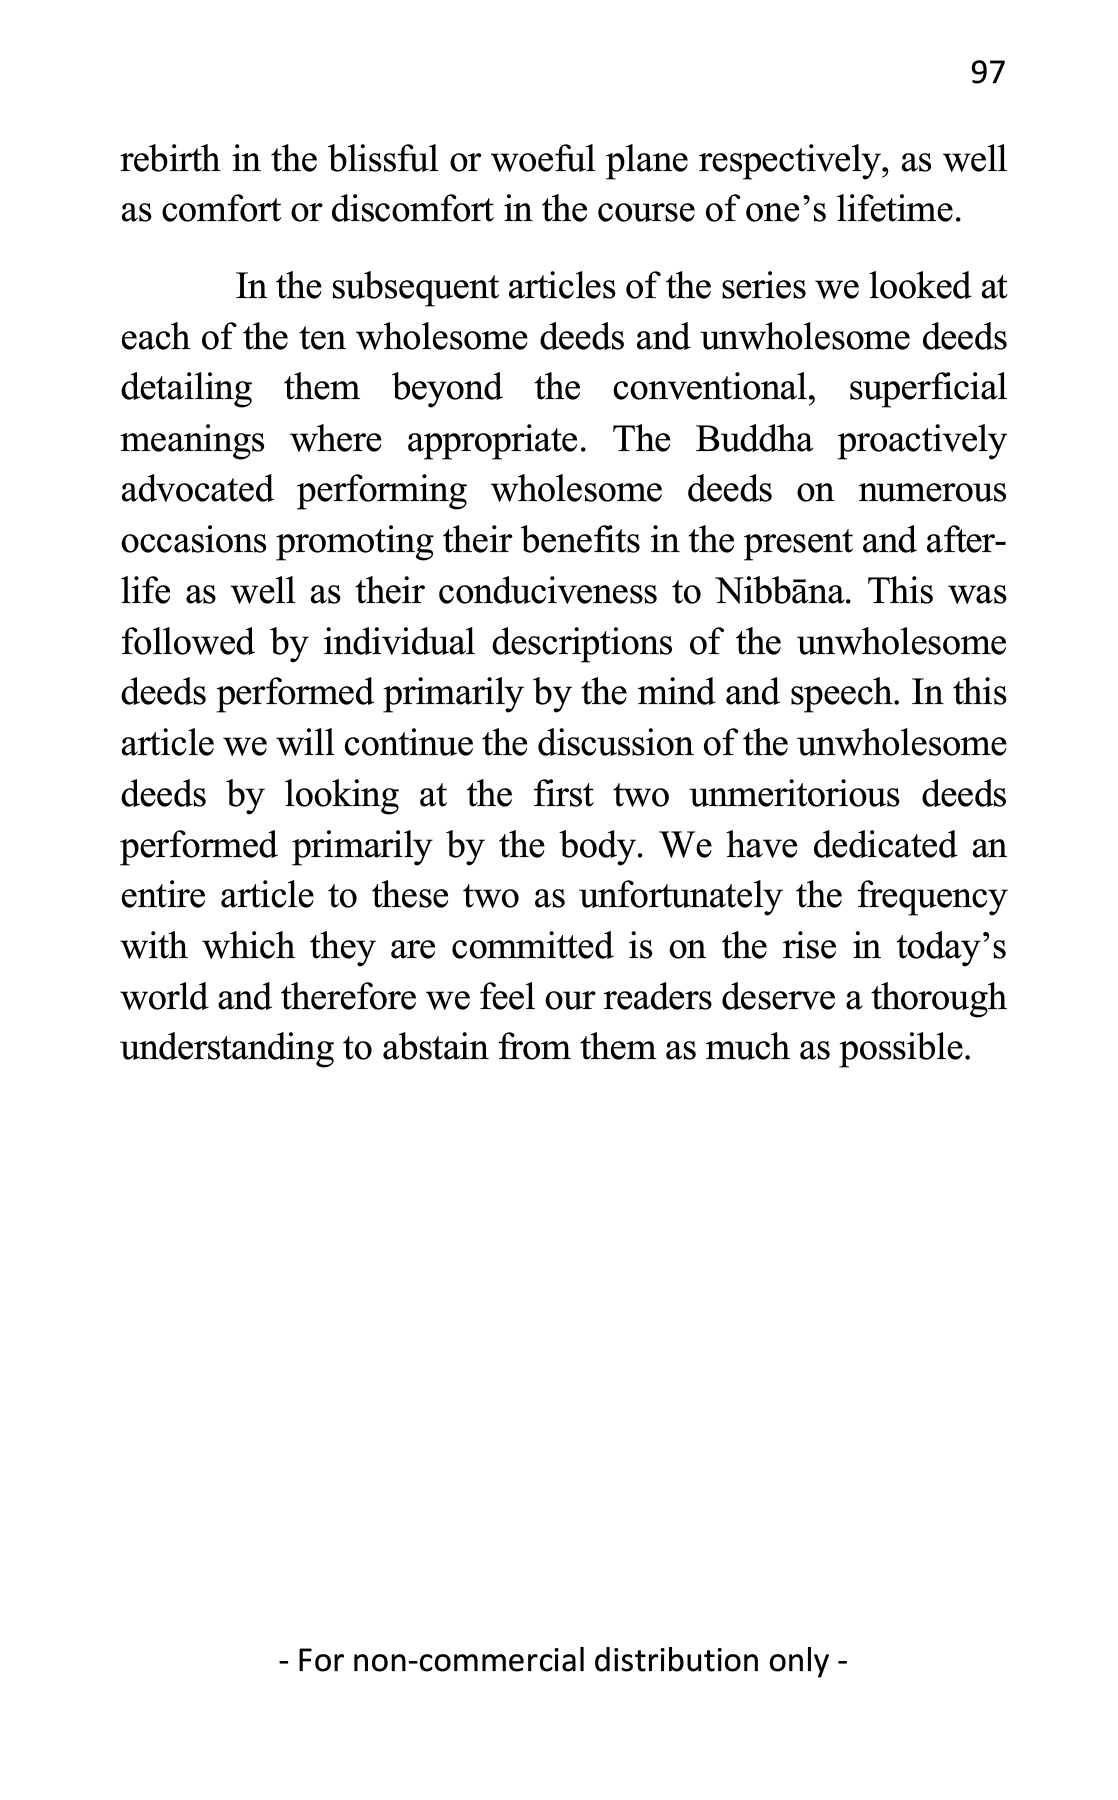 97
rebirth in the blissful or woeful plane respectively, as well
as comfort or discomfort in the course of one’s lifetime.
In the subsequent articles of the series we looked at
each of the ten wholesome deeds and unwholesome deeds
detailing them beyond the conventional, superficial
meanings where appropriate. The Buddha proactively
advocated performing wholesome deeds on numerous
occasions promoting their benefits in the present and after-
life as well as their conduciveness to Nibbāna. This was
followed by individual descriptions of the unwholesome
deeds performed primarily by the mind and speech. In this
article we will continue the discussion of the unwholesome
deeds by looking at the first two unmeritorious deeds
performed primarily by the body. We have dedicated an
entire article to these two as unfortunately the frequency
with which they are committed is on the rise in today’s
world and therefore we feel our readers deserve a thorough
understanding to abstain from them as much as possible.
- For non-commercial distribution only -